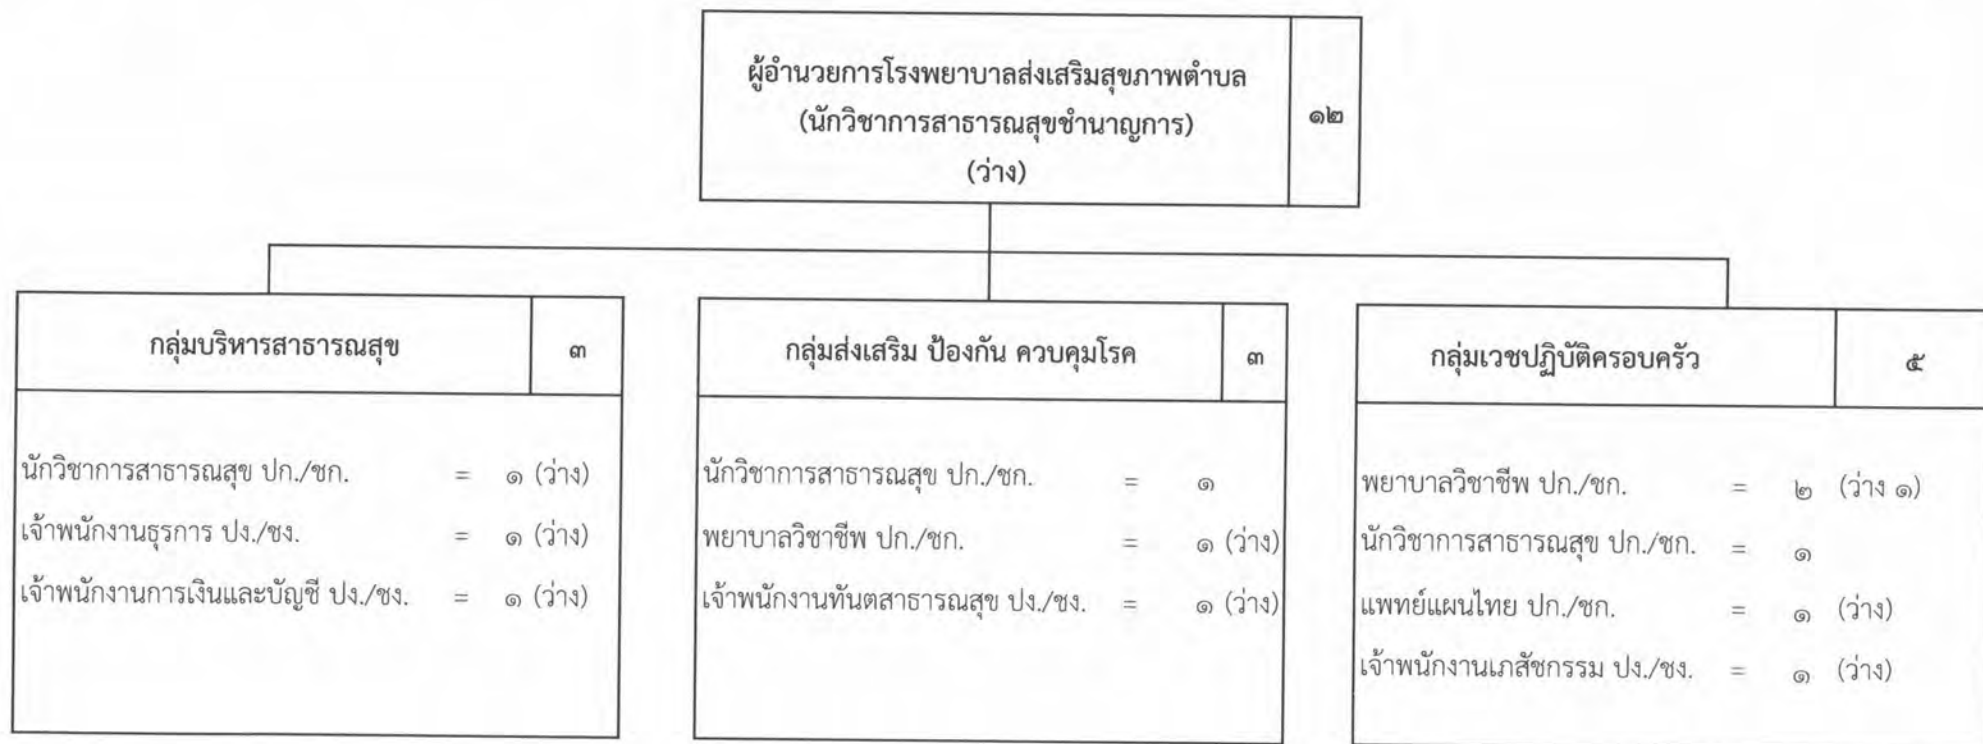 ผู้อำนวยการโรงพยาบาลส่งเสริมสุขภาพตำบล
(นักวิชาการสาธารณสุขชำนาญการ)
(ว่าง)
๑๒
กลุ่มบริหารสาธารณสุข ๓
นักวิชาการสาธารณสุข ปก./ชก. = ๑ (ว่าง)
เจ้าพนักงานธุรการ ปง./ชง. = ๑ (ว่าง)
เจ้าพนักงานการเงินและบัญชี ปง./ชง. = ๑ (ว่าง)
กลุ่มส่งเสริม ป้องกัน ควบคุมโรค ๓
นักวิชาการสาธารณสุข ปก./ชก. = ๑
พยาบาลวิชาชีพ ปก./ชก. = ๑ (ว่าง)
เจ้าพนักงานทันตสาธารณสุข ปง./ชง. = ๑ (ว่าง)
กลุ่มเวชปฏิบัติครอบครัว ๕
พยาบาลวิชาชีพ ปก./ชก. = ๒ (ว่าง ๑)
นักวิชาการสาธารณสุข ปก./ชก. = ๑
แพทย์แผนไทย ปก./ชก. = ๑ (ว่าง)
เจ้าพนักงานเภสัชกรรม ปง./ชง. = ๑ (ว่าง)